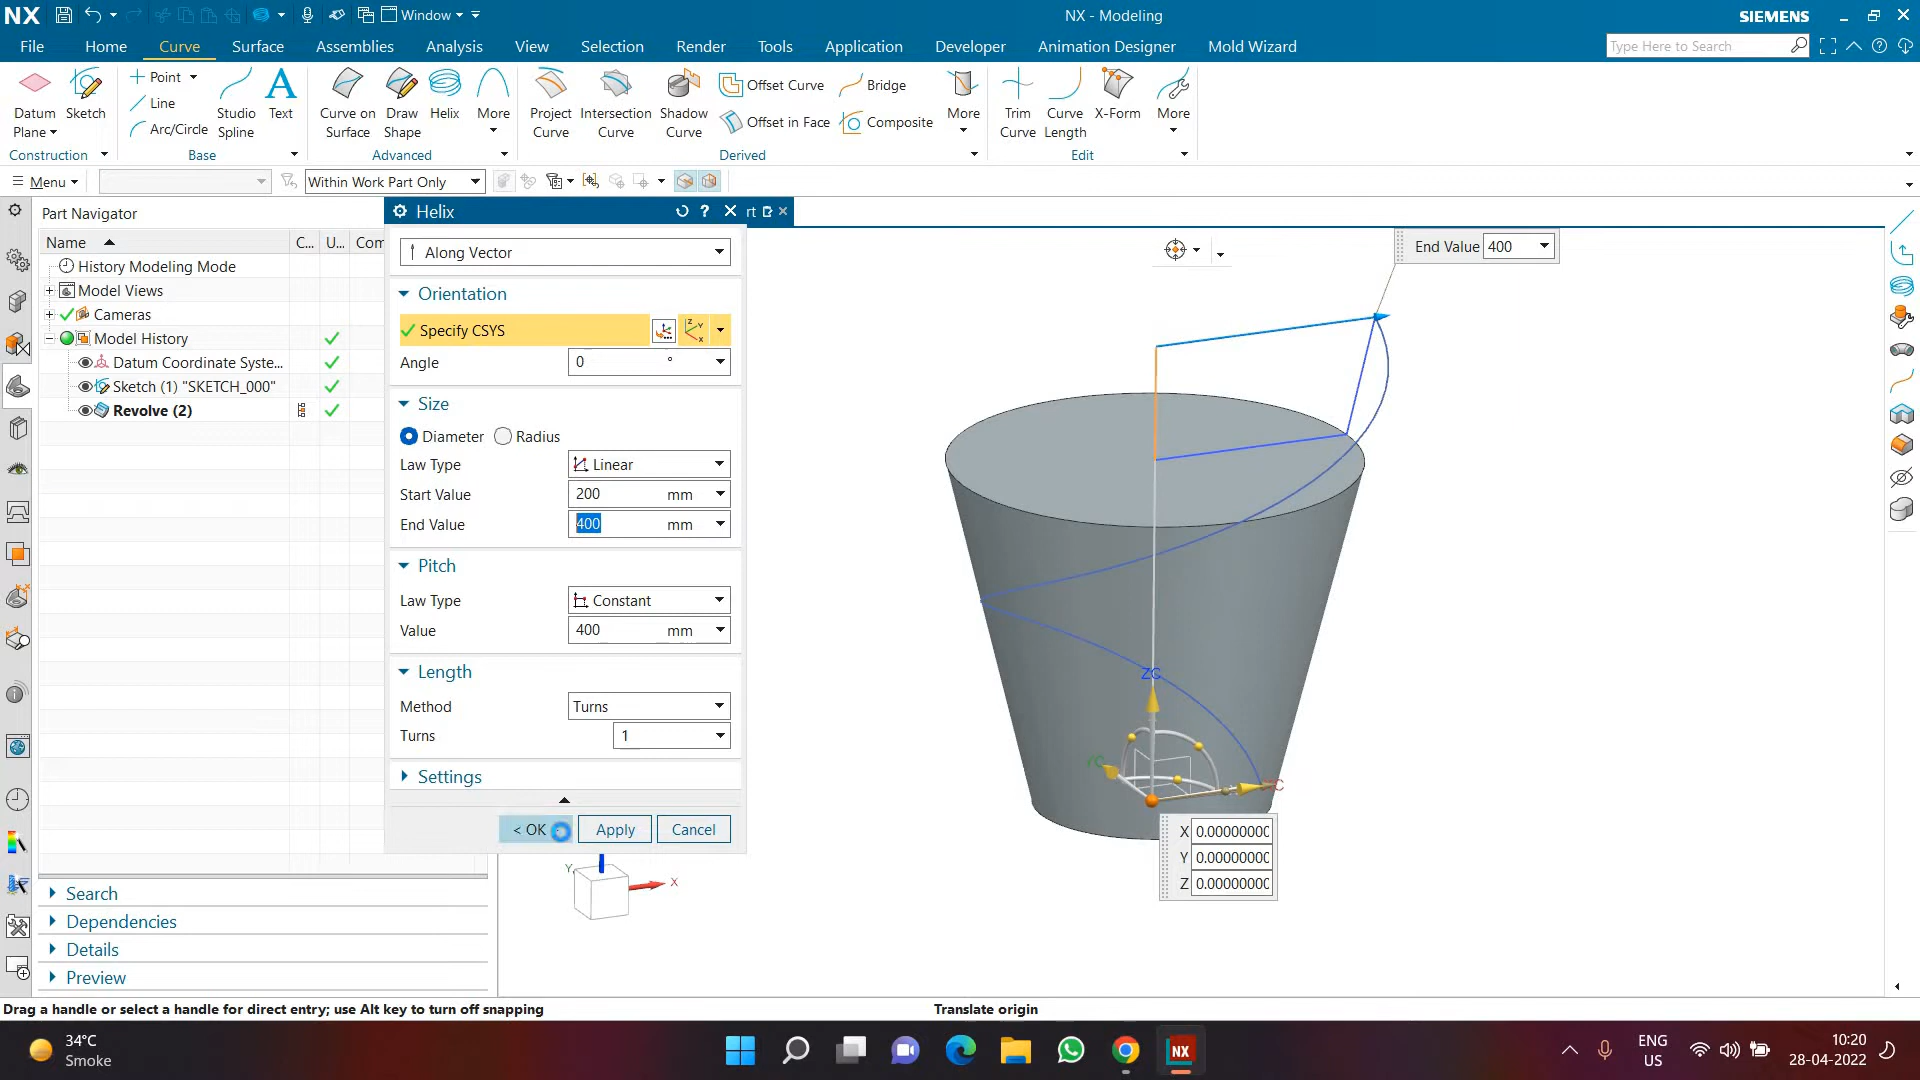 NX
Window
NX - Modeling
SIEMENS
File Home Curve Surface Assemblies Analysis View Selection Render Tools Application Developer Animation Designer Mold Wizard
Type Here to Search
Datum Plane
Sketch
Point
Line
Arc/Circle
Studio Spline
Text
Curve on Surface
Draw Shape
Helix
More
Project Curve
Intersection Curve
Shadow Curve
Offset Curve
Offset in Face
Bridge
Composite
More
Trim Curve
Curve Length
X-Form
More
Construction Base Advanced Derived Edit
Menu
Within Work Part Only
Part Navigator
Name C... U... Com
History Modeling Mode
Model Views
Cameras
Model History
Datum Coordinate Syste...
Sketch (1) "SKETCH_000"
Revolve (2)
Helix
? rt
Along Vector
Orientation
Specify CSYS
Angle 0 °
Size
Diameter Radius
Law Type Linear
Start Value 200 mm
End Value 400 mm
Pitch
Law Type Constant
Value 400 mm
Length
Method Turns
Turns 1
Settings
< OK Apply Cancel
End Value 400
ZC
YC
X 0.00000000
Y 0.00000000
Z 0.00000000
Y X
Search
Dependencies
Details
Preview
Drag a handle or select a handle for direct entry; use Alt key to turn off snapping
Translate origin
34°C
Smoke
NX
ENG
US
10:20
28-04-2022